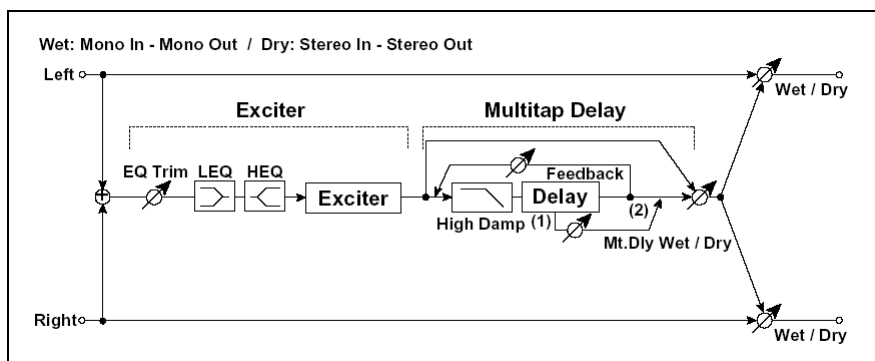 Wet: Mono In - Mono Out / Dry: Stereo In - Stereo Out
Left
Wet / Dry
Exciter
Multitap Delay
EQ Trim
LEQ
HEQ
Feedback
+
Exciter
Delay
High Damp
(1)
(2)
Mt.Dly Wet / Dry
Right
Wet / Dry